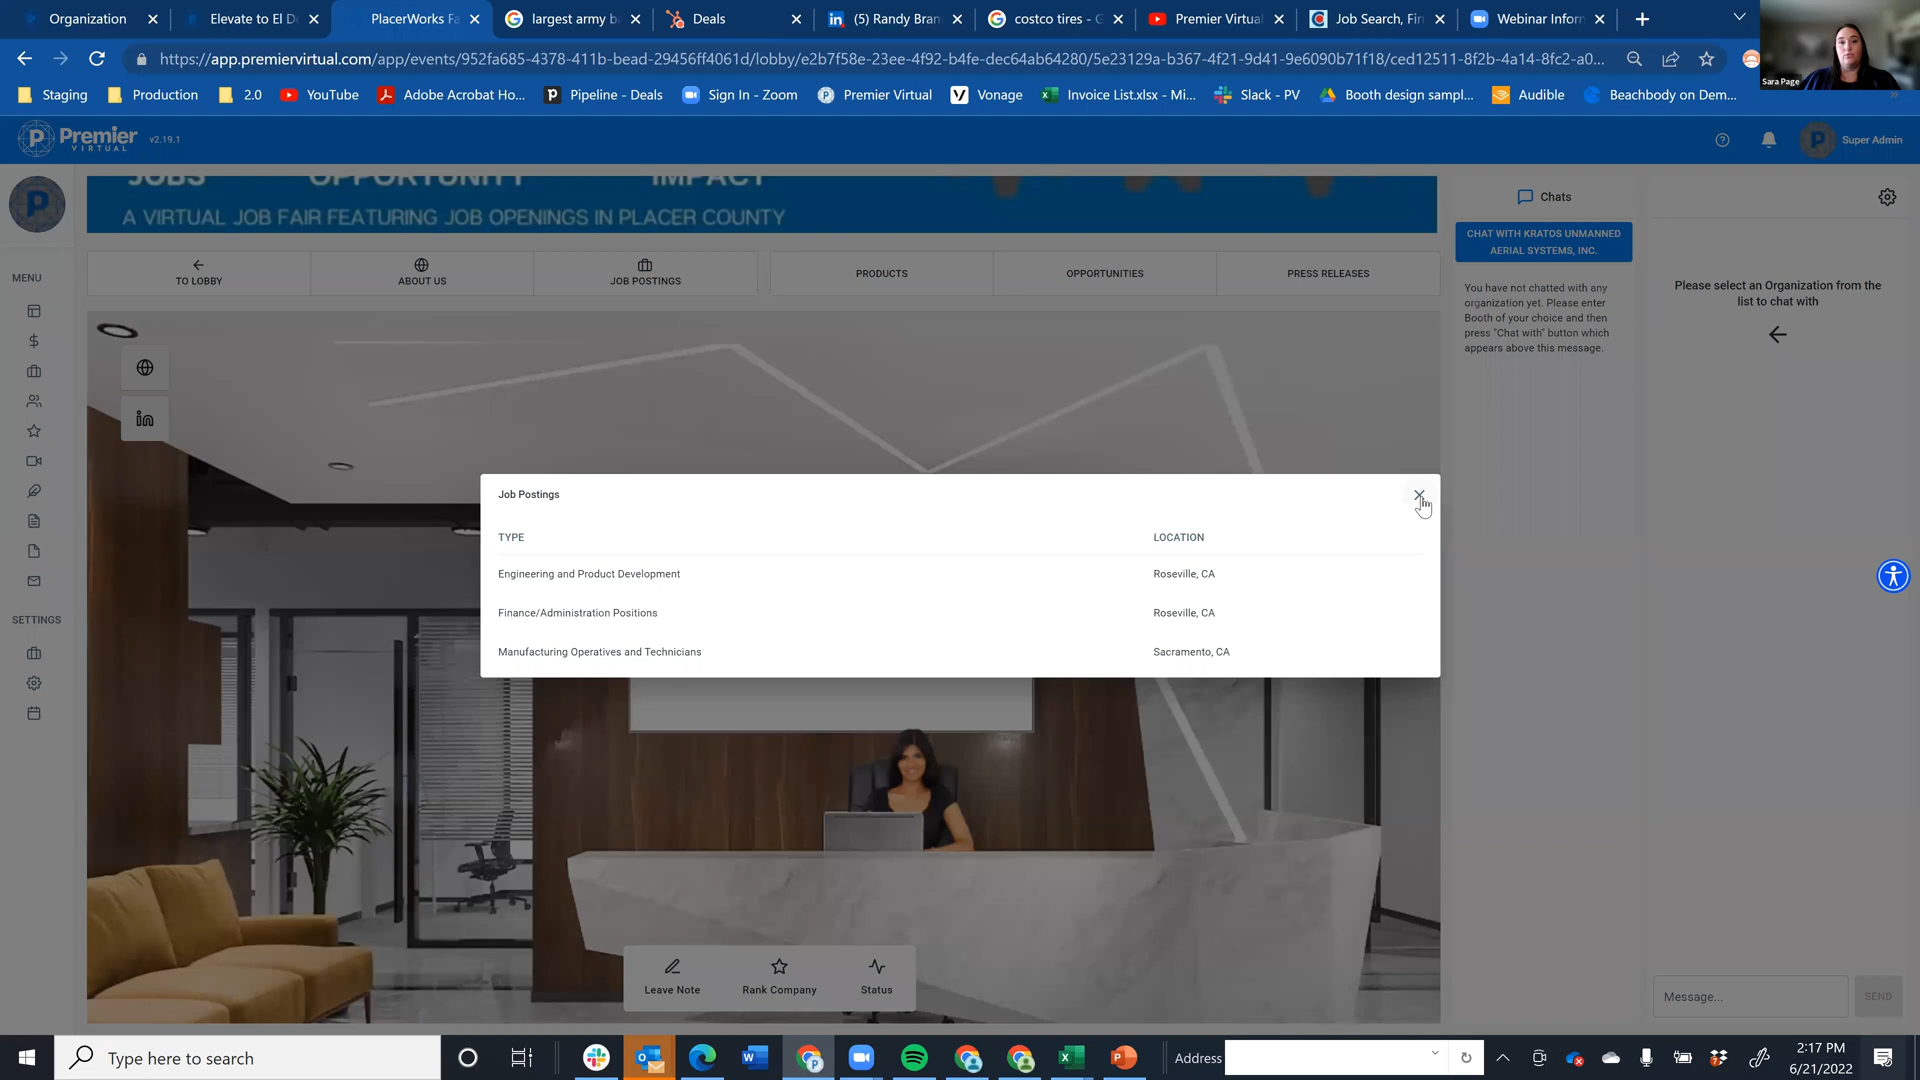 Organization
Elevate to El D
PlacerWorks Fa
largest army b
Deals
(5) Randy Bran
costco tires - G
Premier Virtual
Job Search, Fin
Webinar Inform
https://app.premiervirtual.com/app/events/952fa685-4378-411b-bead-29456ff4061d/lobby/e2b7f58e-23ee-4f92-b4fe-dec64ab64280/5e23129a-b367-4f21-9d41-9e6090b71f18/ced12511-8f2b-4a14-8fc2-a0...
Sara Page
Staging
Production
2.0
YouTube
Adobe Acrobat Ho...
Pipeline - Deals
Sign In - Zoom
Premier Virtual
Vonage
Invoice List.xlsx - Mi...
Slack - PV
Booth design sampl...
Audible
Beachbody on Dem...
Premier
VIRTUAL
v2.19.1
Super Admin
JOBS OPPORTUNITY IMPACT
A VIRTUAL JOB FAIR FEATURING JOB OPENINGS IN PLACER COUNTY
TO LOBBY
ABOUT US
JOB POSTINGS
PRODUCTS
OPPORTUNITIES
PRESS RELEASES
Chats
CHAT WITH KRATOS UNMANNED
AERIAL SYSTEMS, INC.
You have not chatted with any
organization yet. Please enter
Booth of your choice and then
press "Chat with" button which
appears above this message.
Please select an Organization from the
list to chat with
MENU
SETTINGS
Job Postings
TYPE LOCATION
Engineering and Product Development Roseville, CA
Finance/Administration Positions Roseville, CA
Manufacturing Operatives and Technicians Sacramento, CA
Leave Note
Rank Company
Status
Message...
SEND
Type here to search
Address
2:17 PM
6/21/2022